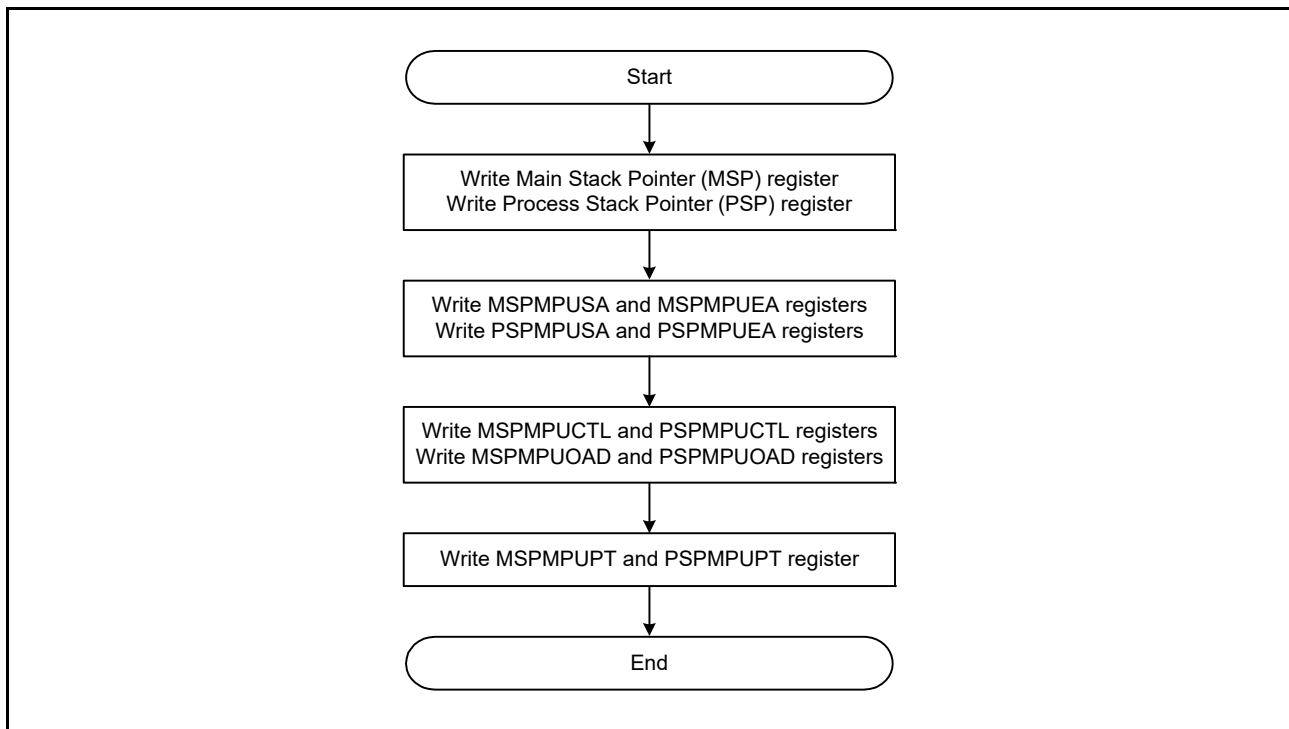 Start
Write Main Stack Pointer (MSP) register
Write Process Stack Pointer (PSP) register
Write MSPMPUSA and MSPMPUEA registers
Write PSPMPUSA and PSPMPUEA registers
Write MSPMPUCTL and PSPMPUCTL registers
Write MSPMPUOAD and PSPMPUOAD registers
Write MSPMPUPT and PSPMPUPT register
End